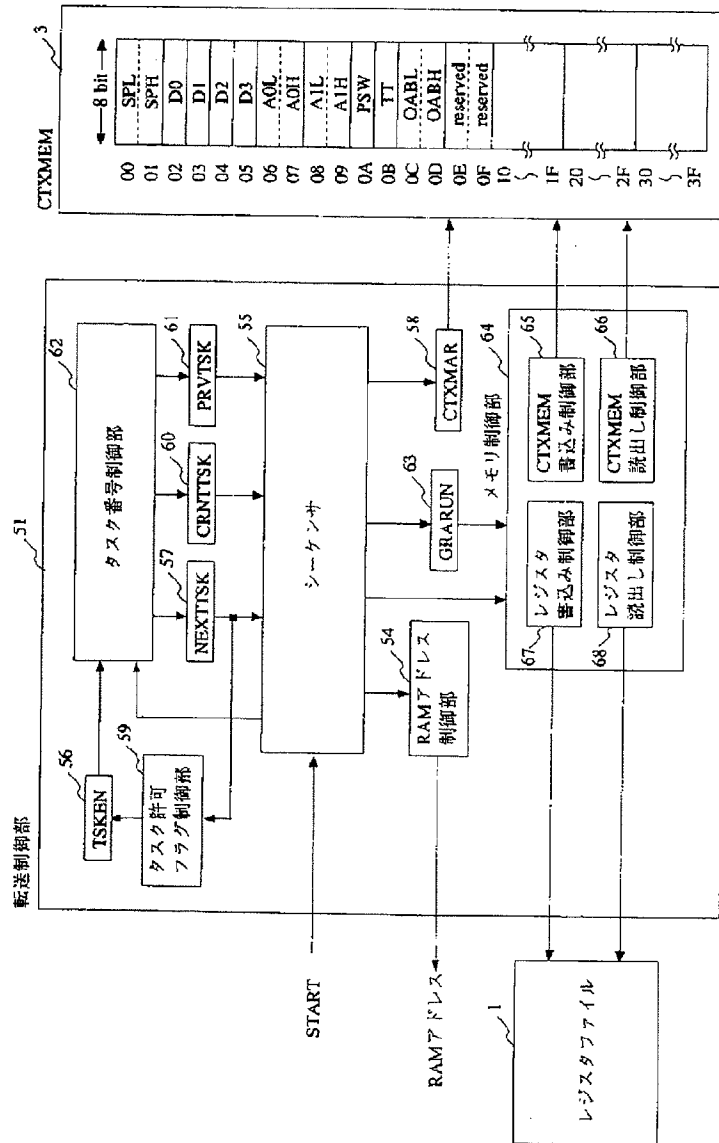 転送制御部
51
56
TSKEN
59
タスク許可
フラグ制御部
62
タスク番号制御部
57
NEXTTSK
60
CRNTTSK
61
PRVTSK
55
シーケンサ
START
54
RAMアドレス
制御部
RAMアドレス
63
GRARUN
58
CTXMAR
64
メモリ制御部
67
レジスタ
書込み制御部
65
CTXMEM
書込み制御部
68
レジスタ
読出し制御部
66
CTXMEM
読出し制御部
1
レジスタファイル
CTXMEM
3
8 bit
00 SPL
01 SPH
02 D0
03 D1
04 D2
05 D3
06 A0L
07 A0H
08 A1L
09 A1H
0A PSW
0B TT
0C OABL
0D OABH
0E reserved
0F reserved
10
1F
20
2F
30
3F